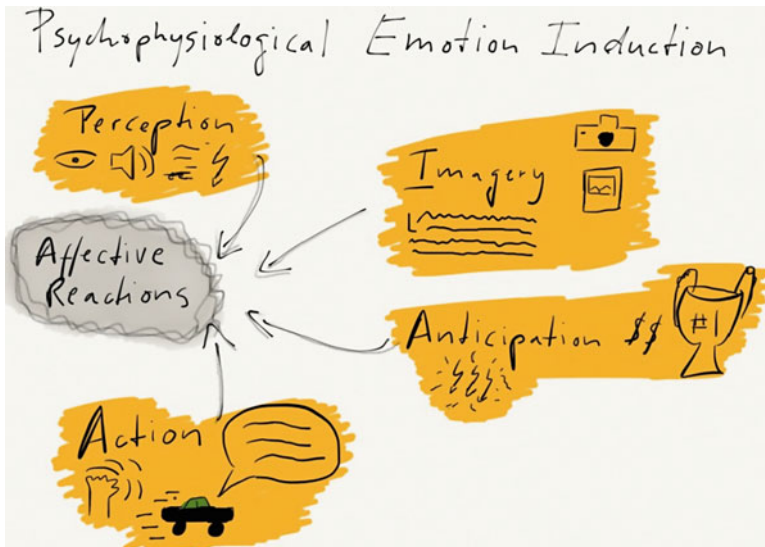 Psychophysiological Emotion Induction
Perception
Imagery
Affective
Reactions
Anticipation $$
#1
Action